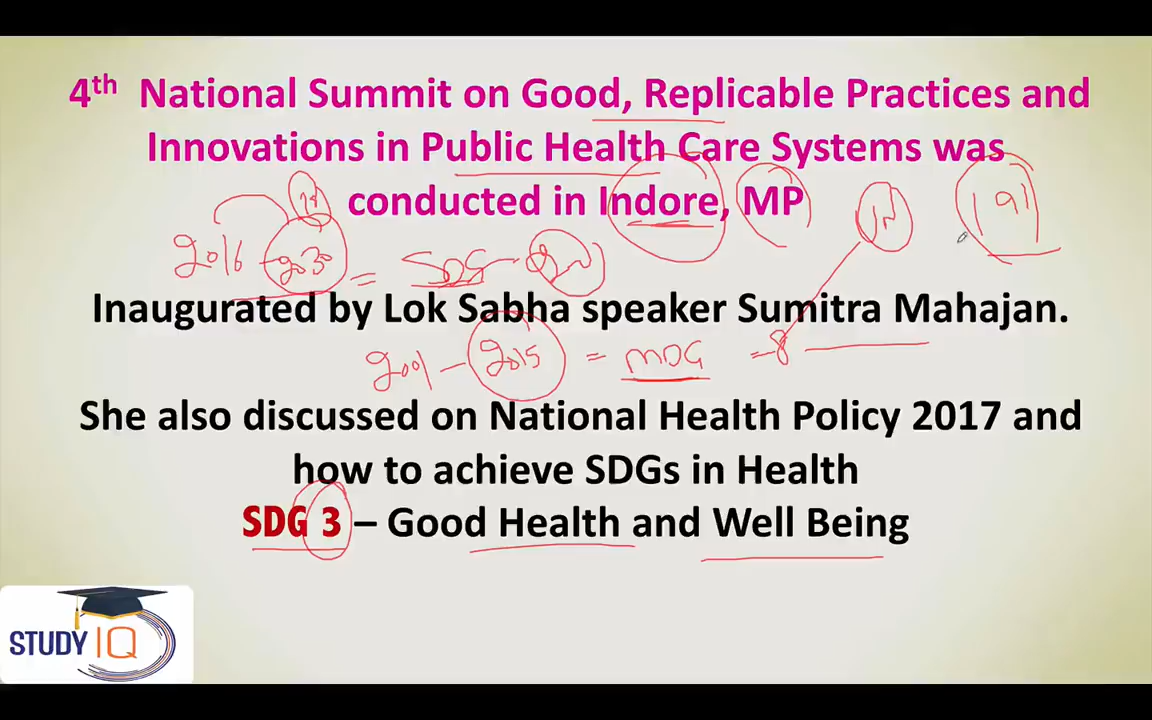 4th National Summit on Good, Replicable Practices and
Innovations in Public Health Care Systems was
conducted in Indore, MP
2016 - 2030 = SDG -
Inaugurated by Lok Sabha speaker Sumitra Mahajan.
2001 - 2015 = MDG = 8
She also discussed on National Health Policy 2017 and
how to achieve SDGs in Health
SDG 3 – Good Health and Well Being
STUDY IQ